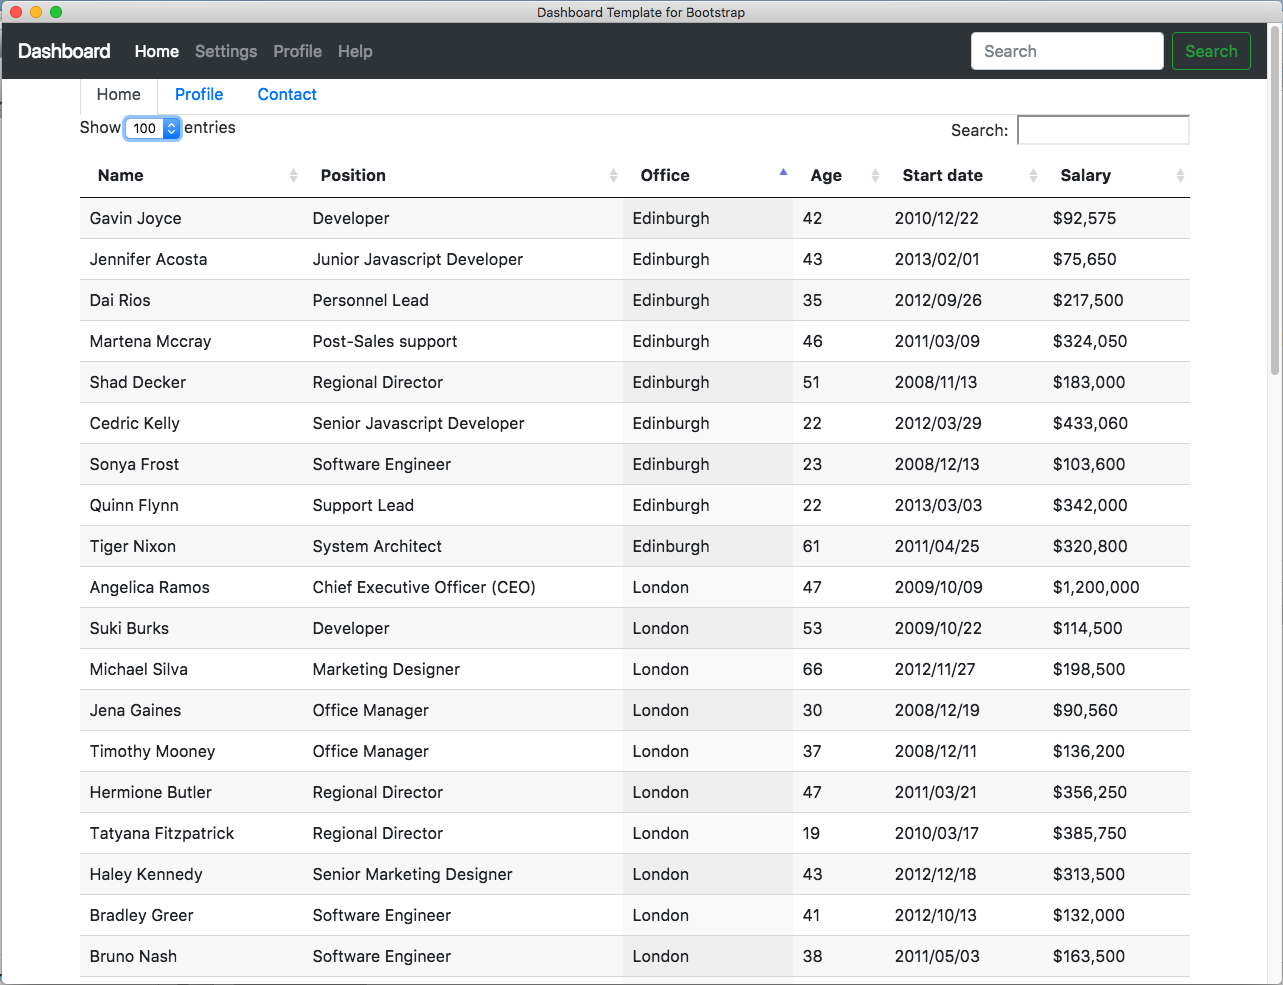 Dashboard Template for Bootstrap
Dashboard Home Settings Profile Help Search Search
Home Profile Contact
Show 100 entries Search:
Name Position Office Age Start date Salary
Gavin Joyce Developer Edinburgh 42 2010/12/22 $92,575
Jennifer Acosta Junior Javascript Developer Edinburgh 43 2013/02/01 $75,650
Dai Rios Personnel Lead Edinburgh 35 2012/09/26 $217,500
Martena Mccray Post-Sales support Edinburgh 46 2011/03/09 $324,050
Shad Decker Regional Director Edinburgh 51 2008/11/13 $183,000
Cedric Kelly Senior Javascript Developer Edinburgh 22 2012/03/29 $433,060
Sonya Frost Software Engineer Edinburgh 23 2008/12/13 $103,600
Quinn Flynn Support Lead Edinburgh 22 2013/03/03 $342,000
Tiger Nixon System Architect Edinburgh 61 2011/04/25 $320,800
Angelica Ramos Chief Executive Officer (CEO) London 47 2009/10/09 $1,200,000
Suki Burks Developer London 53 2009/10/22 $114,500
Michael Silva Marketing Designer London 66 2012/11/27 $198,500
Jena Gaines Office Manager London 30 2008/12/19 $90,560
Timothy Mooney Office Manager London 37 2008/12/11 $136,200
Hermione Butler Regional Director London 47 2011/03/21 $356,250
Tatyana Fitzpatrick Regional Director London 19 2010/03/17 $385,750
Haley Kennedy Senior Marketing Designer London 43 2012/12/18 $313,500
Bradley Greer Software Engineer London 41 2012/10/13 $132,000
Bruno Nash Software Engineer London 38 2011/05/03 $163,500